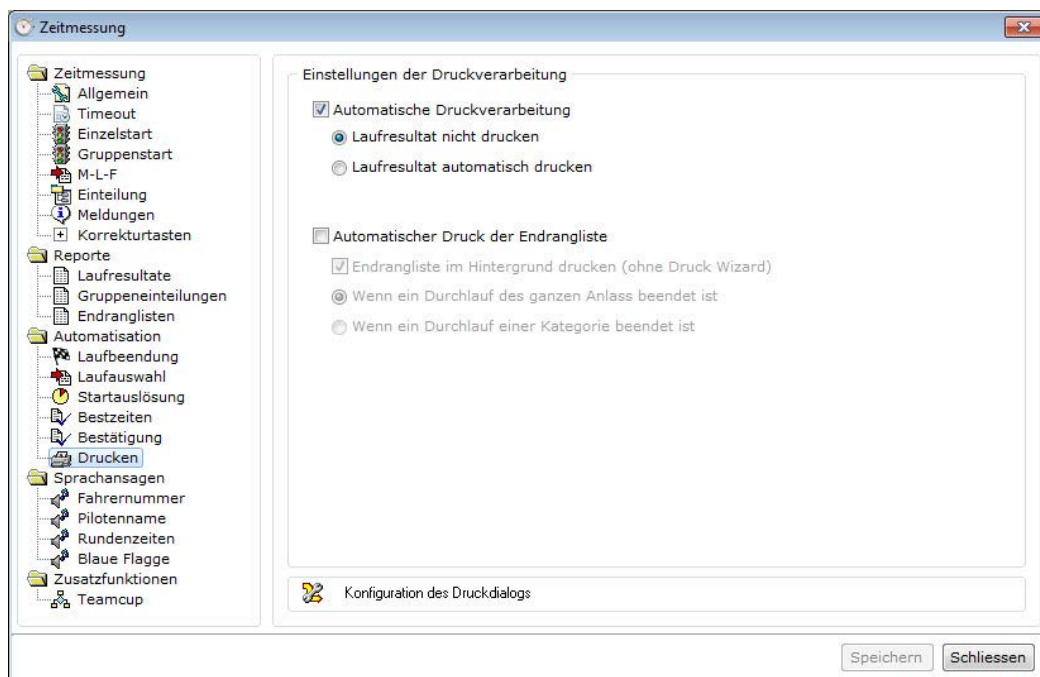 Zeitmessung
Zeitmessung
Allgemein
Timeout
Einzelstart
Gruppenstart
M-L-F
Einteilung
Meldungen
Korrekturtasten
Reporte
Laufresultate
Gruppeneinteilungen
Endranglisten
Automatisation
Laufbeendung
Laufauswahl
Startauslösung
Bestzeiten
Bestätigung
Drucken
Sprachansagen
Fahrernummer
Pilotenname
Rundenzeiten
Blaue Flagge
Zusatzfunktionen
Teamcup
Einstellungen der Druckverarbeitung
Automatische Druckverarbeitung
Laufresultat nicht drucken
Laufresultat automatisch drucken
Automatischer Druck der Endrangliste
Endrangliste im Hintergrund drucken (ohne Druck Wizard)
Wenn ein Durchlauf des ganzen Anlass beendet ist
Wenn ein Durchlauf einer Kategorie beendet ist
Konfiguration des Druckdialogs
Speichern
Schliessen